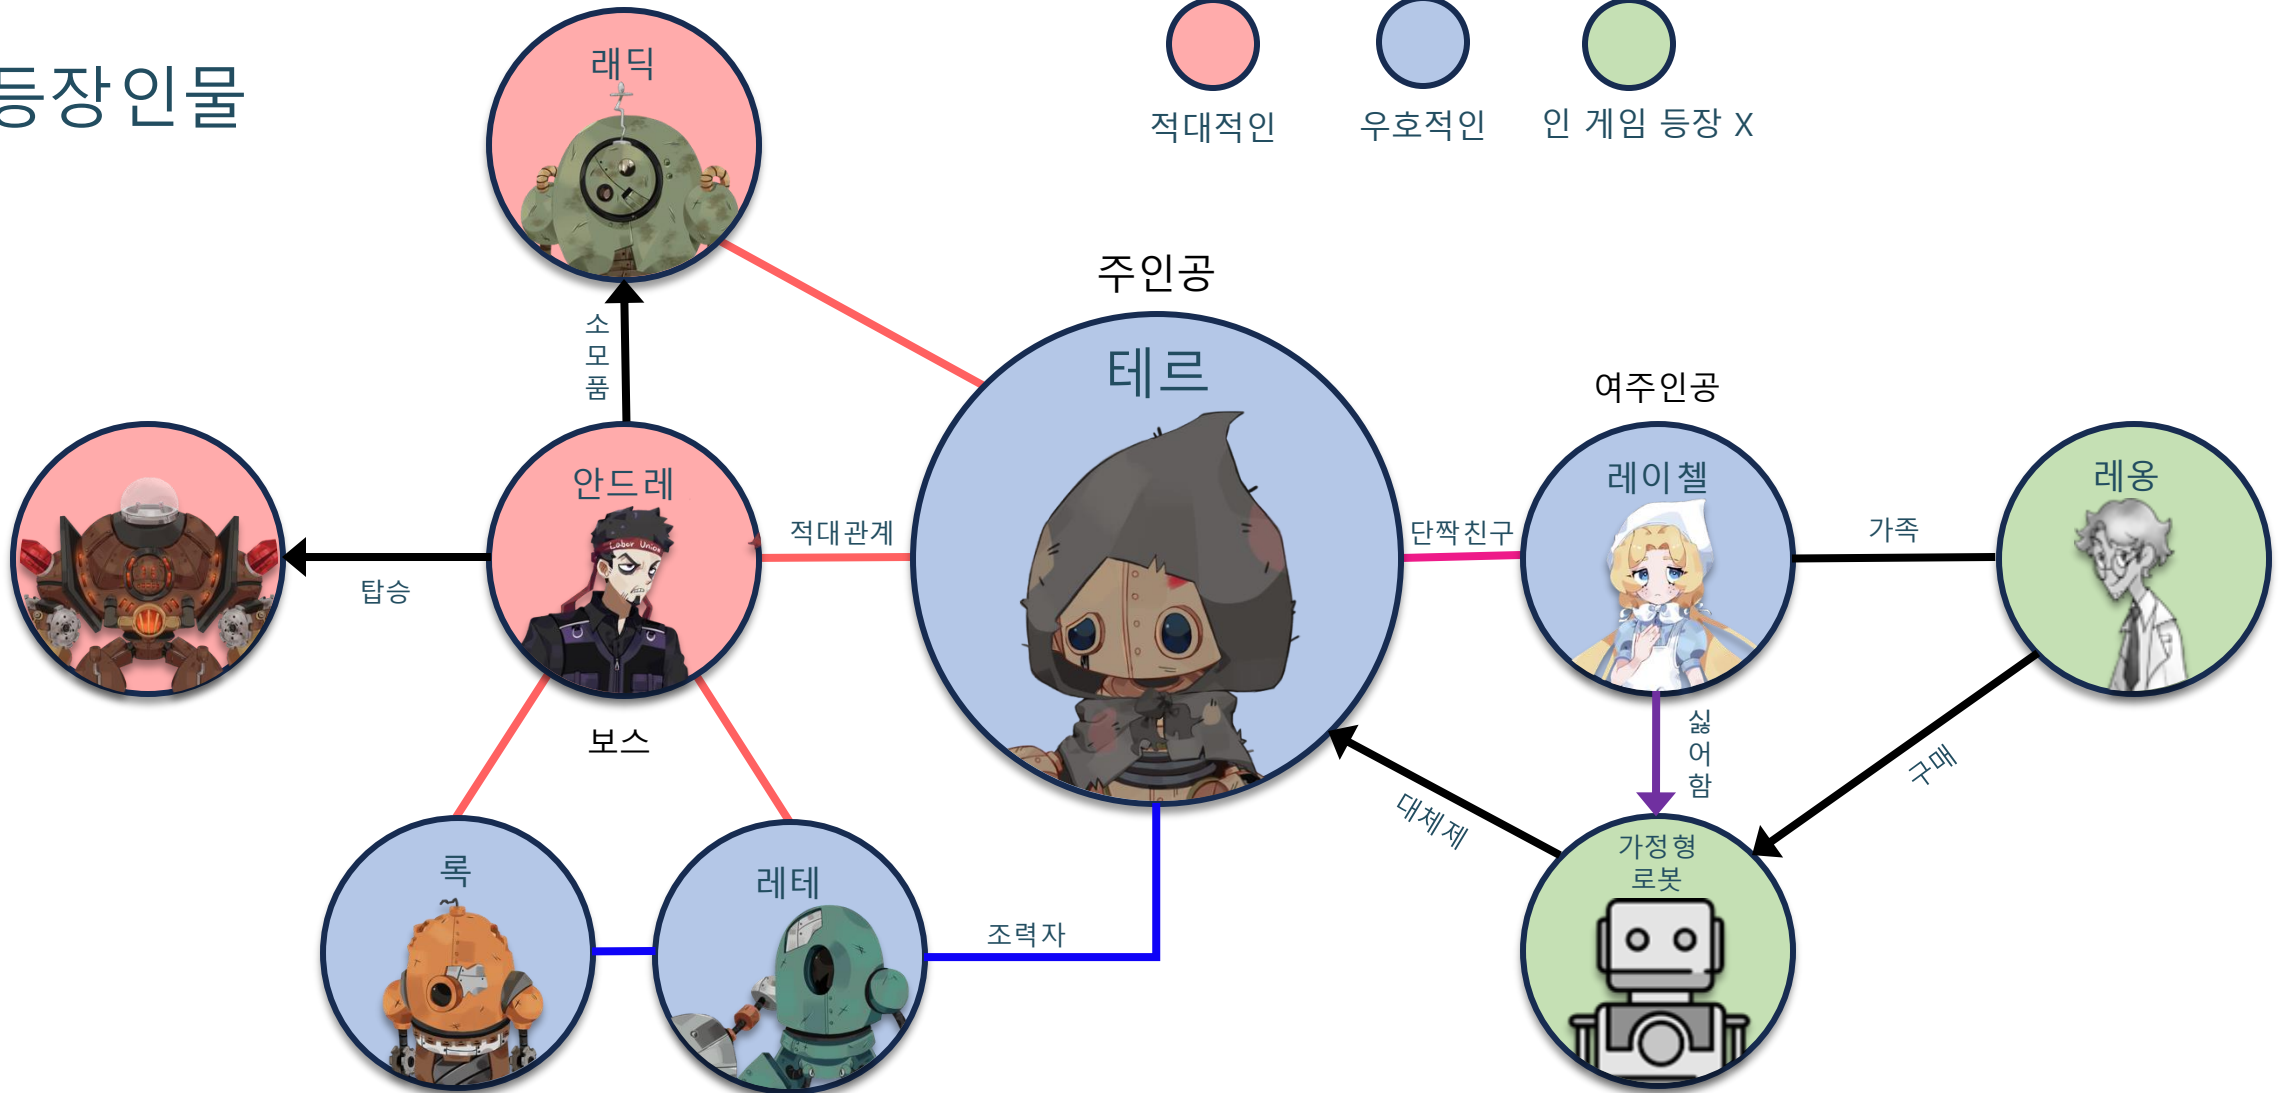 등장인물
래딕
적대적인
우호적인
인 게임 등장 X
소
모
품
주인공
테르
여주인공
안드레
Labor Union
적대관계
단짝친구
레이첼
가족
레옹
탑승
보스
싫
어
함
구매
대체제
록
레테
조력자
가정형
로봇